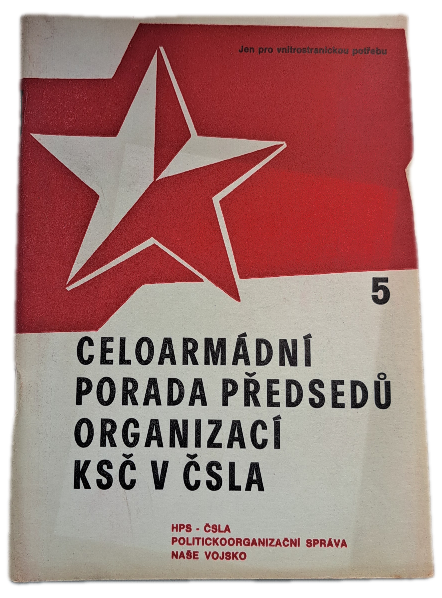 Jen pro vnitrostranickou potřebu
5
CELOARMÁDNÍ
PORADA PŘEDSEDŮ
ORGANIZACÍ
KSČ V ČSLA
HPS - ČSLA
POLITICKOORGANIZAČNÍ SPRÁVA
NAŠE VOJSKO